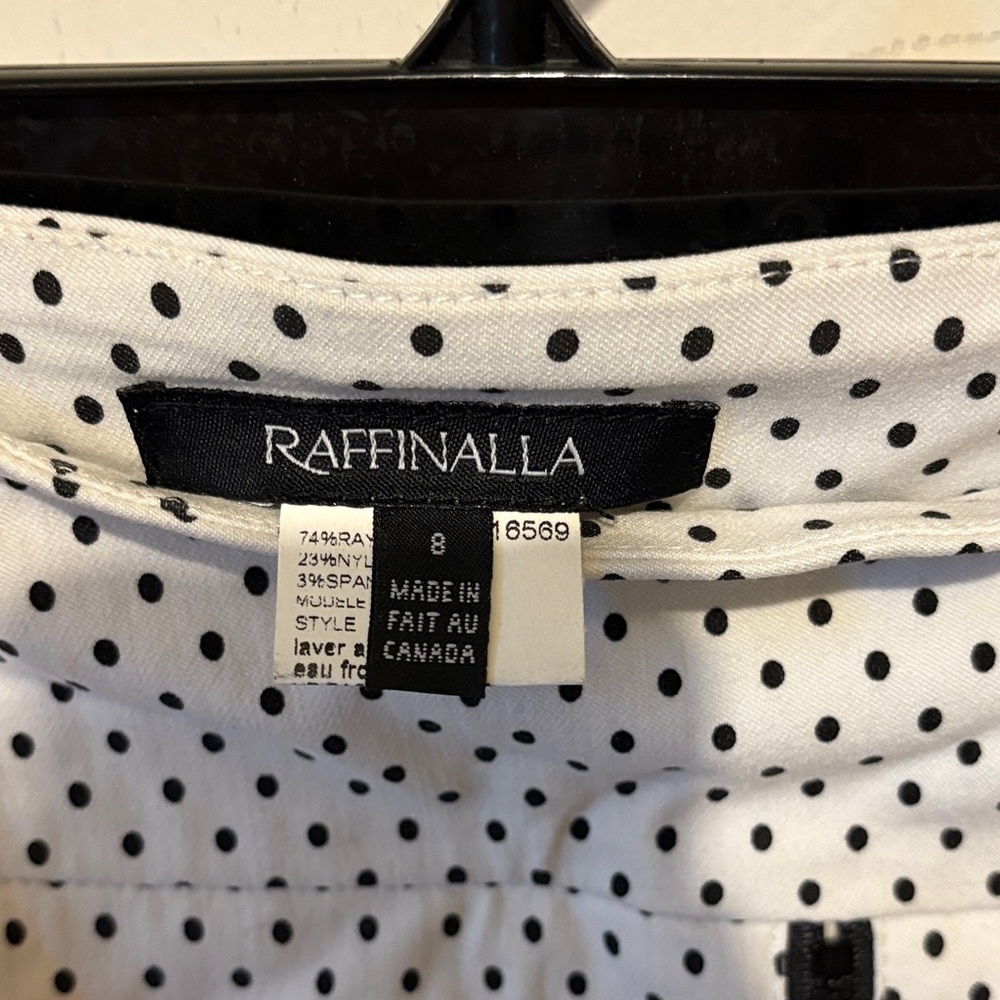 RAFFINALLA
74%RAY
23%NYL
3%SPAN
MODELE
STYLE
laver a
eau fro
8
MADE IN
FAIT AU
CANADA
16569